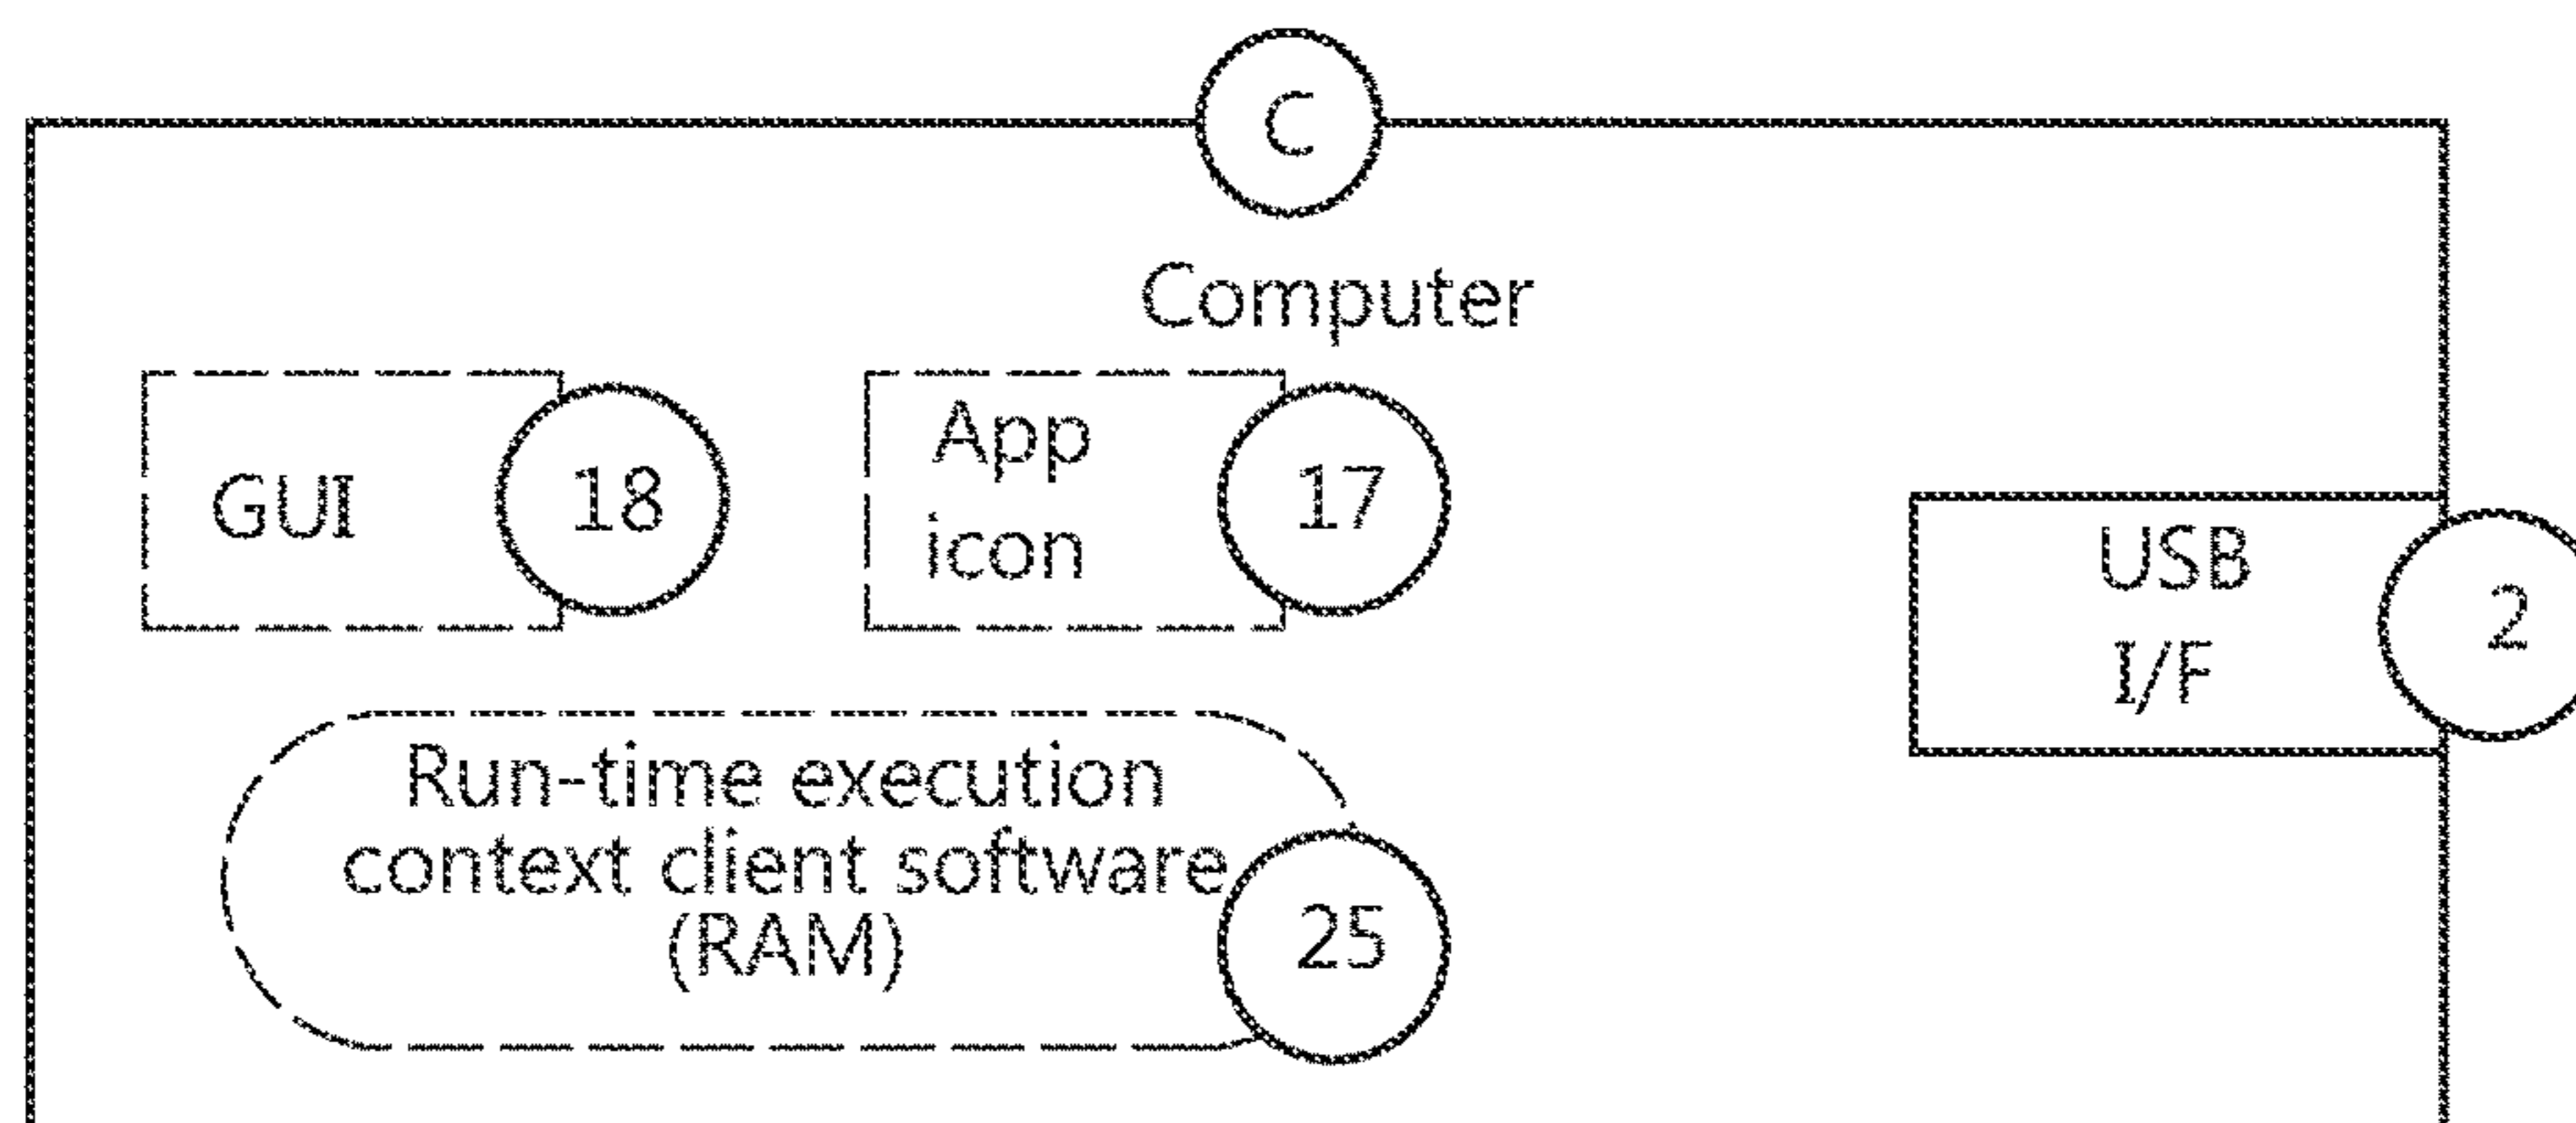 C
Computer
GUI
18
App
icon
17
USB
I/F
2
Run-time execution
context client software
(RAM)
25